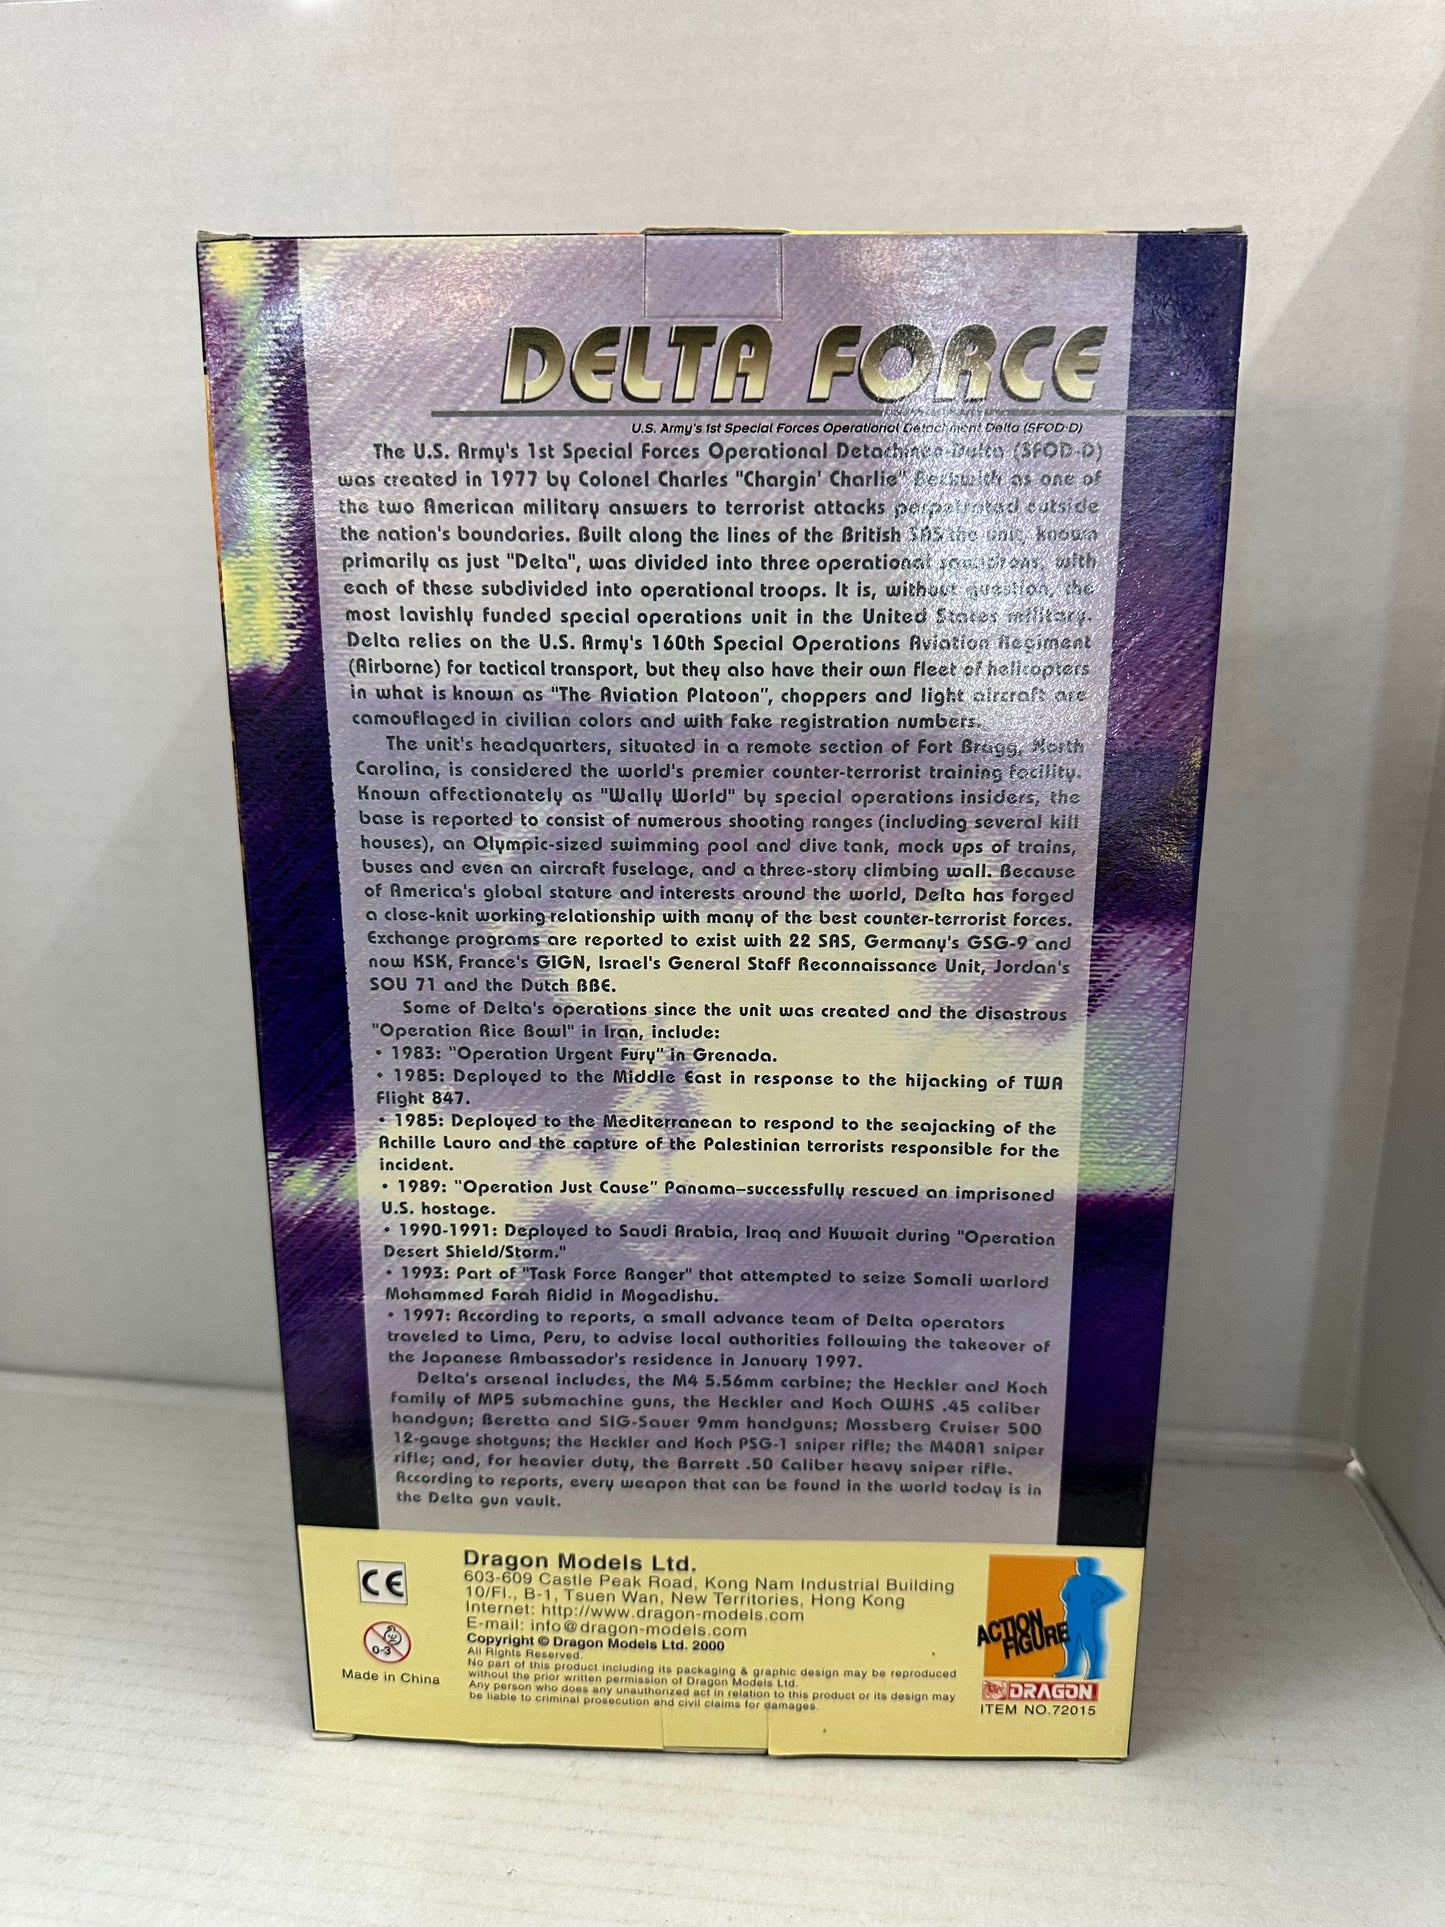 DELTA FORCE
U.S. Army's 1st Special Forces Operational Detachment Delta (SFOD-D)
The U.S. Army's 1st Special Forces Operational Detachmen-Delta (SFOD-D)
was created in 1977 by Colonel Charles "Chargin' Charlie" Beckwith as one of
the two American military answers to terrorist attacks perpetrated outside
the nation's boundaries. Built along the lines of the British SAS the unit, known
primarily as just "Delta", was divided into three operational squadrons, with
each of these subdivided into operational troops. It is, without question, the
most lavishly funded special operations unit in the United States military.
Delta relies on the U.S. Army's 160th Special Operations Aviation Regiment
(Airborne) for tactical transport, but they also have their own fleet of helicopters
in what is known as "The Aviation Platoon", choppers and light aircraft are
camouflaged in civilian colors and with fake registration numbers.
The unit's headquarters, situated in a remote section of Fort Bragg, North
Carolina, is considered the world's premier counter-terrorist training facility.
Known affectionately as "Wally World" by special operations insiders, the
base is reported to consist of numerous shooting ranges (including several kill
houses), an Olympic-sized swimming pool and dive tank, mock ups of trains,
buses and even an aircraft fuselage, and a three-story climbing wall. Because
of America's global stature and interests around the world, Delta has forged
a close-knit working relationship with many of the best counter-terrorist forces.
Exchange programs are reported to exist with 22 SAS, Germany's GSG-9 and
now KSK, France's GIGN, Israel's General Staff Reconnaissance Unit, Jordan's
SOU 71 and the Dutch BBE.
Some of Delta's operations since the unit was created and the disastrous
"Operation Rice Bowl" in Iran, include:
• 1983: "Operation Urgent Fury" in Grenada.
• 1985: Deployed to the Middle East in response to the hijacking of TWA
Flight 847.
• 1985: Deployed to the Mediterranean to respond to the seajacking of the
Achille Lauro and the capture of the Palestinian terrorists responsible for the
incident.
• 1989: "Operation Just Cause" Panama–successfully rescued an imprisoned
U.S. hostage.
• 1990-1991: Deployed to Saudi Arabia, Iraq and Kuwait during "Operation
Desert Shield/Storm."
• 1993: Part of "Task Force Ranger" that attempted to seize Somali warlord
Mohammed Farah Aidid in Mogadishu.
• 1997: According to reports, a small advance team of Delta operators
traveled to Lima, Peru, to advise local authorities following the takeover of
the Japanese Ambassador's residence in January 1997.
Delta's arsenal includes, the M4 5.56mm carbine; the Heckler and Koch
family of MP5 submachine guns, the Heckler and Koch OWHS .45 caliber
handgun; Beretta and SIG-Sauer 9mm handguns; Mossberg Cruiser 500
12-gauge shotguns; the Heckler and Koch PSG-1 sniper rifle; the M40A1 sniper
rifle; and, for heavier duty, the Barrett .50 Caliber heavy sniper rifle.
According to reports, every weapon that can be found in the world today is in
the Delta gun vault.
CE
0-3
Made in China
Dragon Models Ltd.
603-609 Castle Peak Road, Kong Nam Industrial Building
10/Fl., B-1, Tsuen Wan, New Territories, Hong Kong
Internet: http://www.dragon-models.com
E-mail: info@dragon-models.com
Copyright © Dragon Models Ltd. 2000
All Rights Reserved.
No part of this product including its packaging & graphic design may be reproduced
without the prior written permission of Dragon Models Ltd.
Any person who does any unauthorized act in relation to this product or its design may
be liable to criminal prosecution and civil claims for damages.
ACTION
FIGURE
DRAGON
ITEM NO.72015